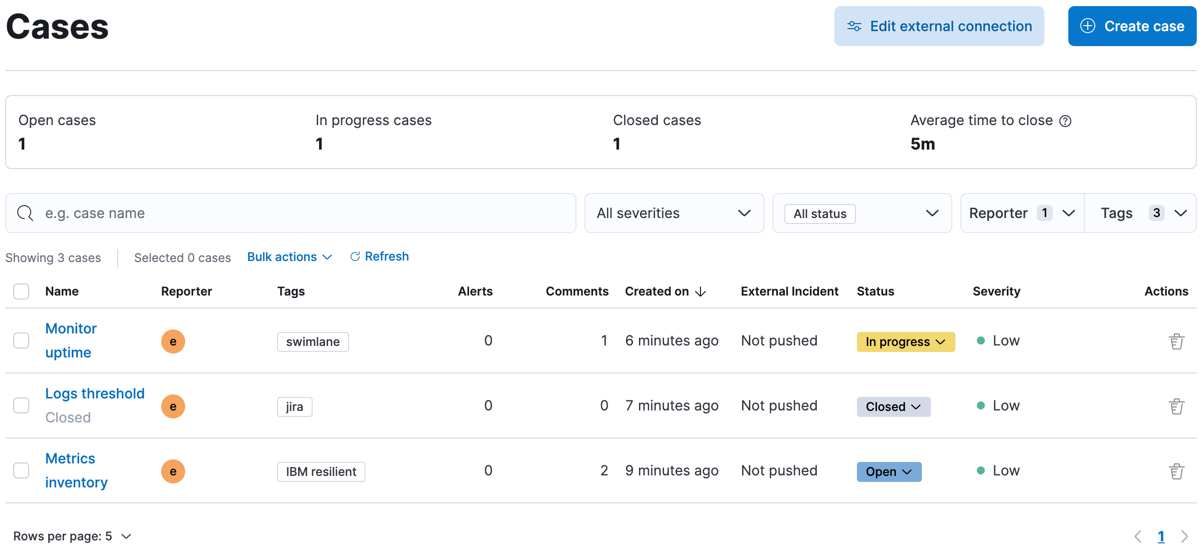 Cases
Edit external connection
Create case
Open cases
In progress cases
Closed cases
Average time to close
1
1
1
5m
e.g. case name
All severities
All status
Reporter 1
Tags 3
Showing 3 cases
Selected 0 cases
Bulk actions
Refresh
Name Reporter Tags Alerts Comments Created on External Incident Status Severity Actions
Monitor uptime e swimlane 0 1 6 minutes ago Not pushed In progress Low
Logs threshold e jira 0 0 7 minutes ago Not pushed Closed Low
Closed
Metrics inventory e IBM resilient 0 2 9 minutes ago Not pushed Open Low
Rows per page: 5
1